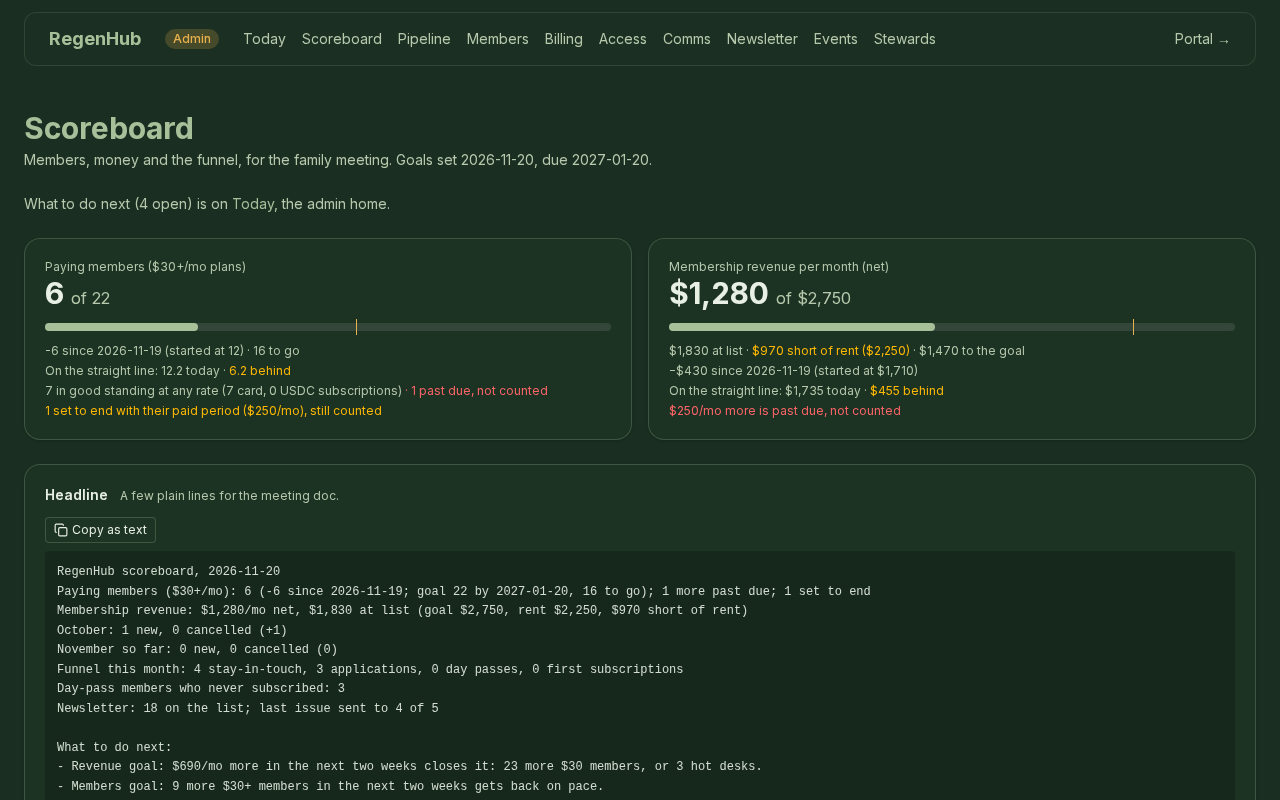 RegenHub Admin Today Scoreboard Pipeline Members Billing Access Comms Newsletter Events Stewards Portal →
Scoreboard
Members, money and the funnel, for the family meeting. Goals set 2026-11-20, due 2027-01-20.
What to do next (4 open) is on Today, the admin home.
Paying members ($30+/mo plans)
6 of 22
-6 since 2026-11-19 (started at 12) · 16 to go
On the straight line: 12.2 today · 6.2 behind
7 in good standing at any rate (7 card, 0 USDC subscriptions) · 1 past due, not counted
1 set to end with their paid period ($250/mo), still counted
Membership revenue per month (net)
$1,280 of $2,750
$1,830 at list · $970 short of rent ($2,250) · $1,470 to the goal
−$430 since 2026-11-19 (started at $1,710)
On the straight line: $1,735 today · $455 behind
$250/mo more is past due, not counted
Headline A few plain lines for the meeting doc.
Copy as text
RegenHub scoreboard, 2026-11-20
Paying members ($30+/mo): 6 (-6 since 2026-11-19; goal 22 by 2027-01-20, 16 to go); 1 more past due; 1 set to end
Membership revenue: $1,280/mo net, $1,830 at list (goal $2,750, rent $2,250, $970 short of rent)
October: 1 new, 0 cancelled (+1)
November so far: 0 new, 0 cancelled (0)
Funnel this month: 4 stay-in-touch, 3 applications, 0 day passes, 0 first subscriptions
Day-pass members who never subscribed: 3
Newsletter: 18 on the list; last issue sent to 4 of 5
What to do next:
- Revenue goal: $690/mo more in the next two weeks closes it: 23 more $30 members, or 3 hot desks.
- Members goal: 9 more $30+ members in the next two weeks gets back on pace.